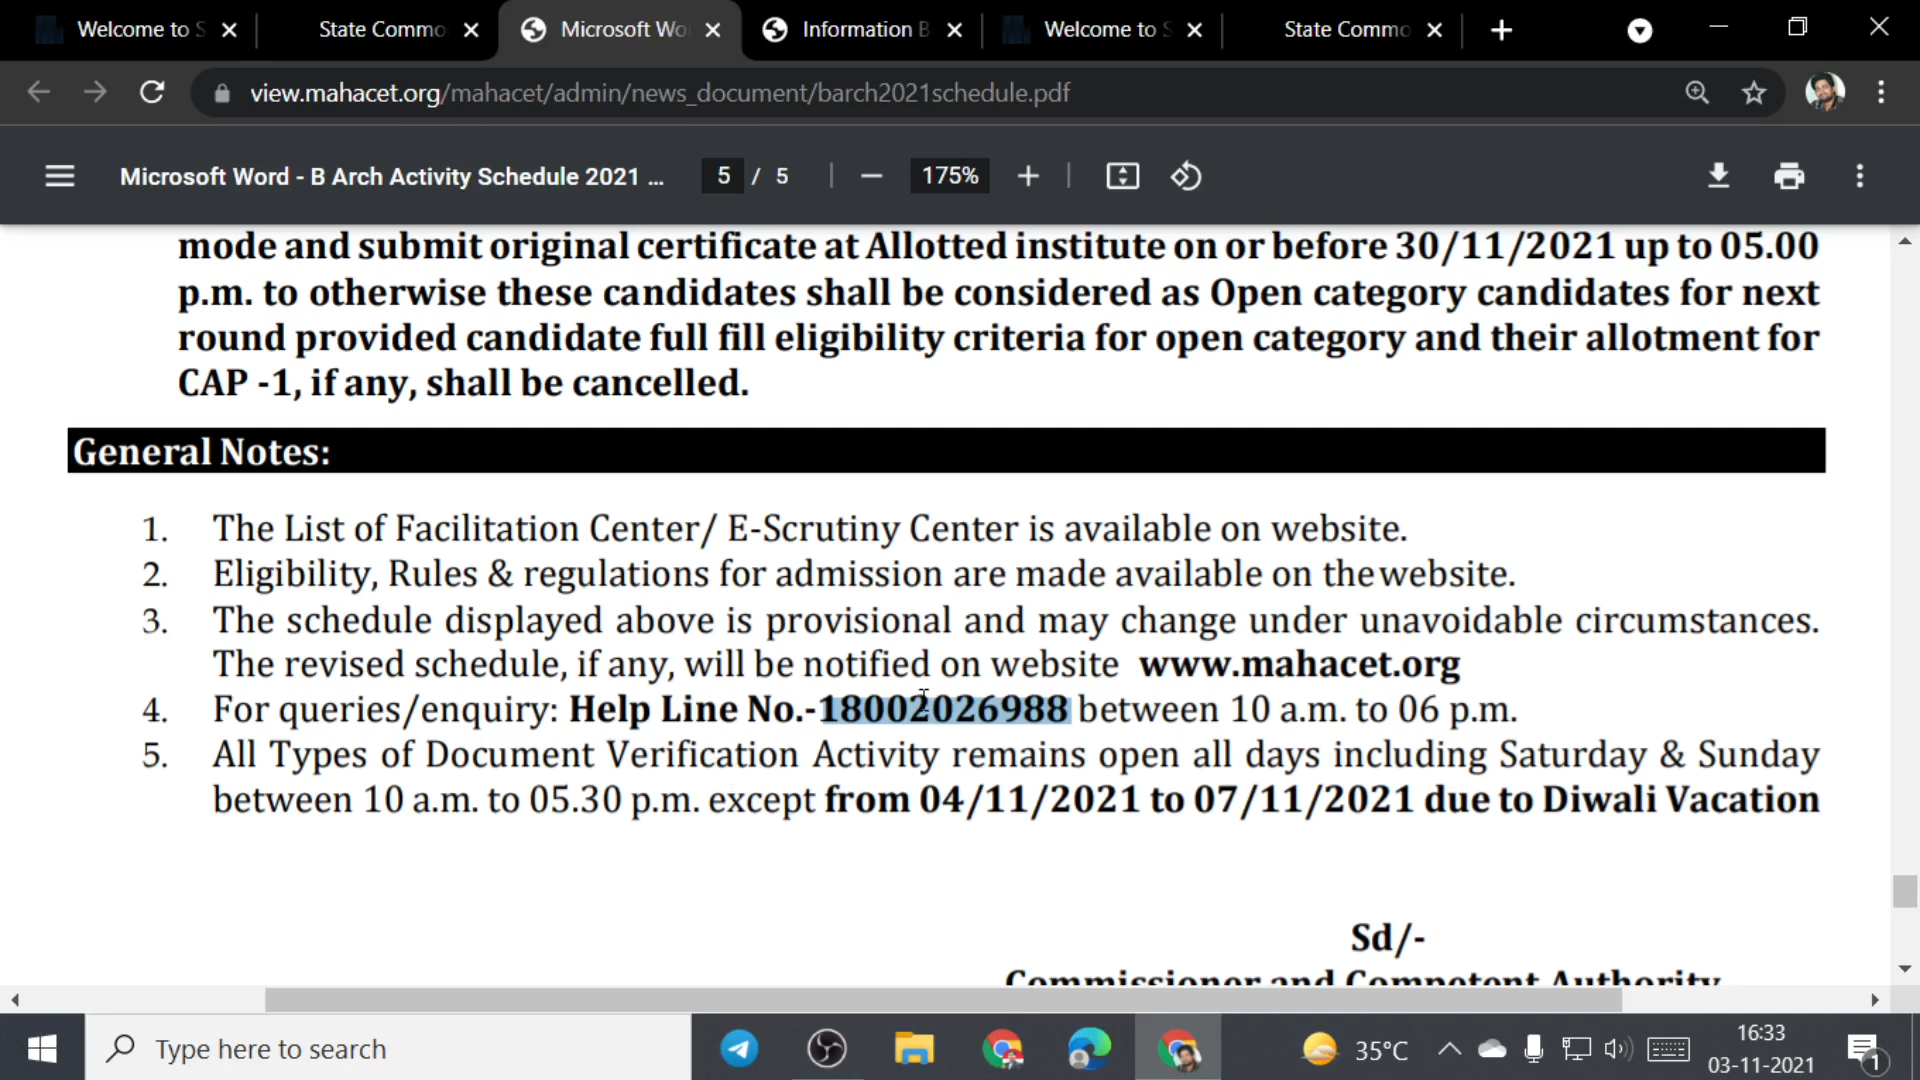 Welcome to S
State Commo
Microsoft Wo
Information B
Welcome to S
State Commo
view.mahacet.org/mahacet/admin/news_document/barch2021schedule.pdf
Microsoft Word - B Arch Activity Schedule 2021 ...
5 / 5
175%
mode and submit original certificate at Allotted institute on or before 30/11/2021 up to 05.00
p.m. to otherwise these candidates shall be considered as Open category candidates for next
round provided candidate full fill eligibility criteria for open category and their allotment for
CAP -1, if any, shall be cancelled.
General Notes:
1. The List of Facilitation Center/ E-Scrutiny Center is available on website.
2. Eligibility, Rules & regulations for admission are made available on thewebsite.
3. The schedule displayed above is provisional and may change under unavoidable circumstances.
The revised schedule, if any, will be notified on website www.mahacet.org
4. For queries/enquiry: Help Line No.-18002026988 between 10 a.m. to 06 p.m.
5. All Types of Document Verification Activity remains open all days including Saturday & Sunday
between 10 a.m. to 05.30 p.m. except from 04/11/2021 to 07/11/2021 due to Diwali Vacation
Sd/-
Commissioner and Competent Authority
Type here to search
35°C
16:33
03-11-2021
1